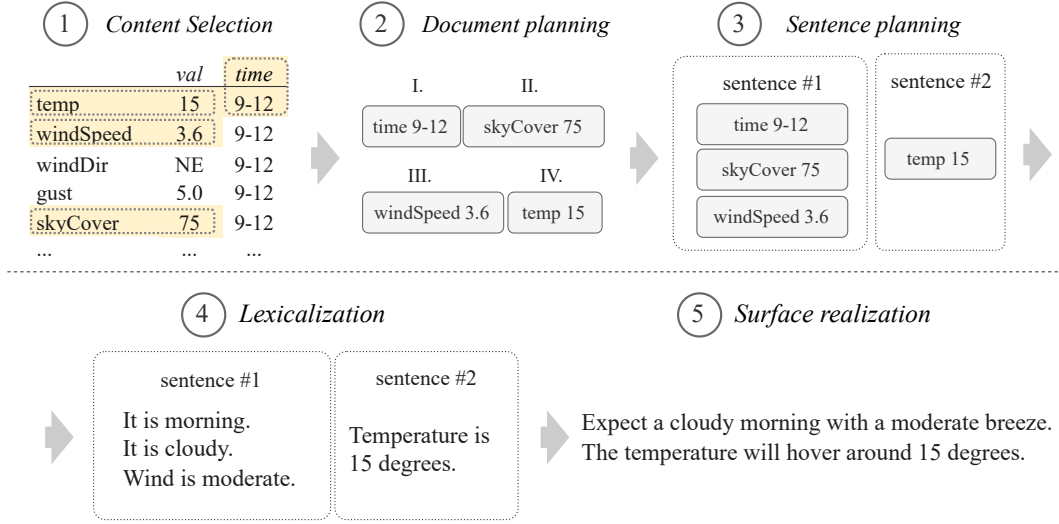 1 Content Selection
val time
temp 15 9-12
windSpeed 3.6 9-12
windDir NE 9-12
gust 5.0 9-12
skyCover 75 9-12
... ... ...
2 Document planning
I. II.
time 9-12 skyCover 75
III. IV.
windSpeed 3.6 temp 15
3 Sentence planning
sentence #1
time 9-12
skyCover 75
windSpeed 3.6
sentence #2
temp 15
4 Lexicalization
sentence #1
It is morning.
It is cloudy.
Wind is moderate.
sentence #2
Temperature is
15 degrees.
5 Surface realization
Expect a cloudy morning with a moderate breeze.
The temperature will hover around 15 degrees.